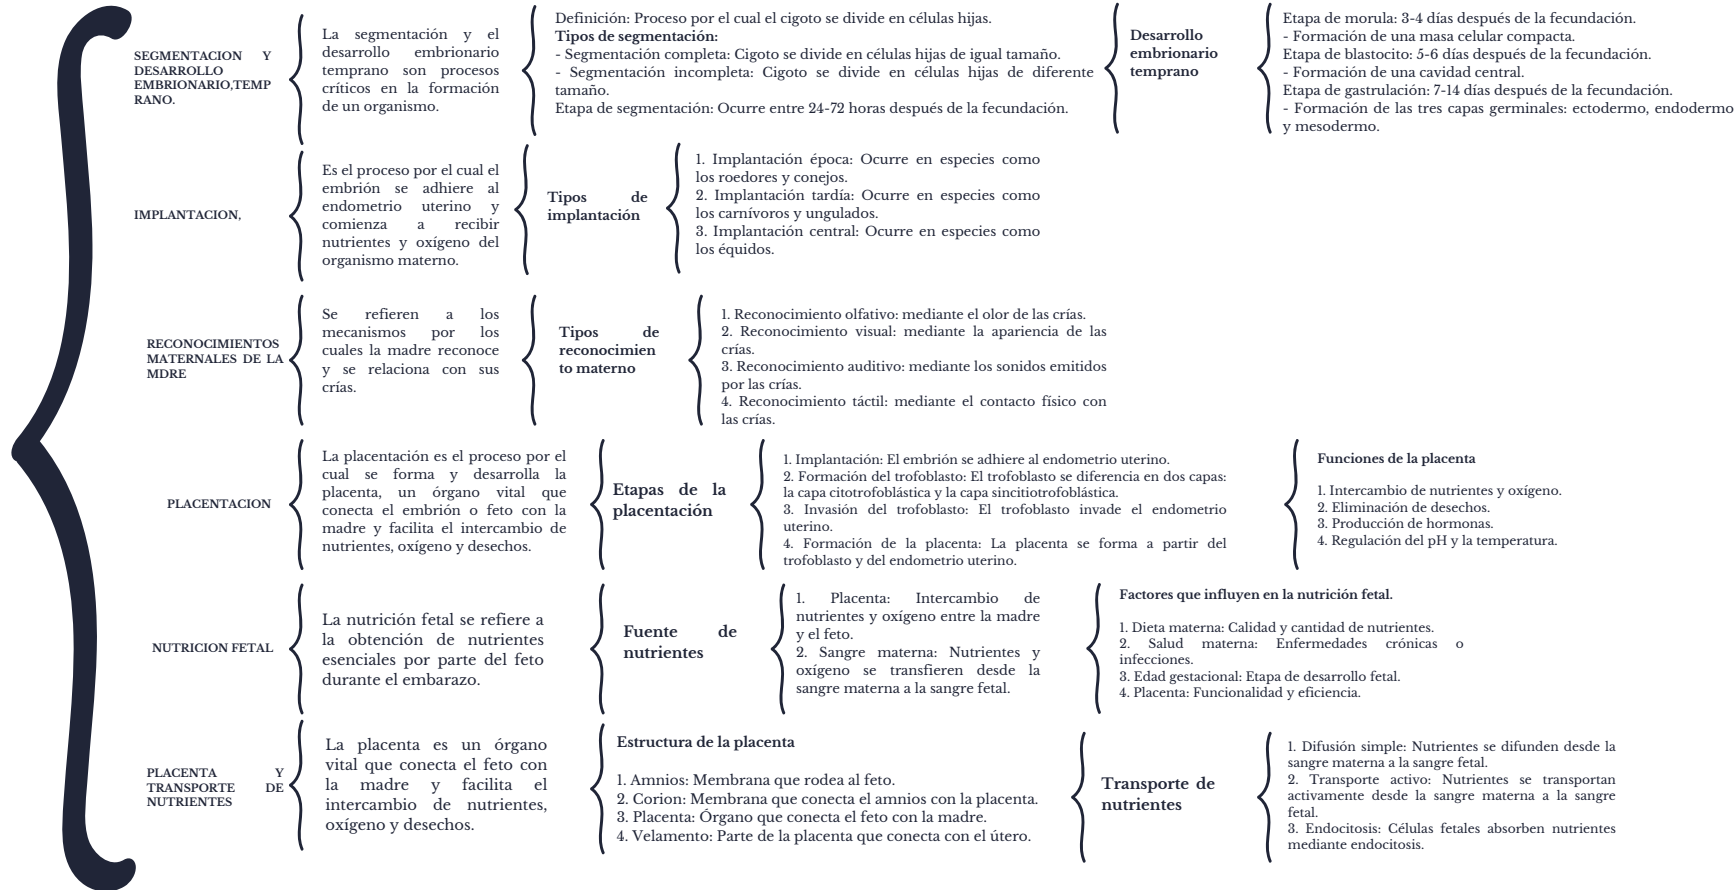 SEGMENTACION Y
DESARROLLO
EMBRIONARIO,TEMP
RANO.
La segmentación y el
desarrollo embrionario
temprano son procesos
críticos en la formación
de un organismo.
Definición: Proceso por el cual el cigoto se divide en células hijas.
Tipos de segmentación:
- Segmentación completa: Cigoto se divide en células hijas de igual tamaño.
- Segmentación incompleta: Cigoto se divide en células hijas de diferente
tamaño.
Etapa de segmentación: Ocurre entre 24-72 horas después de la fecundación.
Desarrollo
embrionario
temprano
Etapa de morula: 3-4 días después de la fecundación.
- Formación de una masa celular compacta.
Etapa de blastocito: 5-6 días después de la fecundación.
- Formación de una cavidad central.
Etapa de gastrulación: 7-14 días después de la fecundación.
- Formación de las tres capas germinales: ectodermo, endodermo
y mesodermo.
IMPLANTACION,
Es el proceso por el cual el
embrión se adhiere al
endometrio uterino y
comienza a recibir
nutrientes y oxígeno del
organismo materno.
Tipos de
implantación
1. Implantación época: Ocurre en especies como
los roedores y conejos.
2. Implantación tardía: Ocurre en especies como
los carnívoros y ungulados.
3. Implantación central: Ocurre en especies como
los équidos.
RECONOCIMIENTOS
MATERNALES DE LA
MDRE
Se refieren a los
mecanismos por los
cuales la madre reconoce
y se relaciona con sus
crías.
Tipos de
reconocimien
to materno
1. Reconocimiento olfativo: mediante el olor de las crías.
2. Reconocimiento visual: mediante la apariencia de las
crías.
3. Reconocimiento auditivo: mediante los sonidos emitidos
por las crías.
4. Reconocimiento táctil: mediante el contacto físico con
las crías.
PLACENTACION
La placentación es el proceso por el
cual se forma y desarrolla la
placenta, un órgano vital que
conecta el embrión o feto con la
madre y facilita el intercambio de
nutrientes, oxígeno y desechos.
Etapas de la
placentación
1. Implantación: El embrión se adhiere al endometrio uterino.
2. Formación del trofoblasto: El trofoblasto se diferencia en dos capas:
la capa citotrofoblástica y la capa sincitiotrofoblástica.
3. Invasión del trofoblasto: El trofoblasto invade el endometrio
uterino.
4. Formación de la placenta: La placenta se forma a partir del
trofoblasto y del endometrio uterino.
Funciones de la placenta
1. Intercambio de nutrientes y oxígeno.
2. Eliminación de desechos.
3. Producción de hormonas.
4. Regulación del pH y la temperatura.
NUTRICION FETAL
La nutrición fetal se refiere a
la obtención de nutrientes
esenciales por parte del feto
durante el embarazo.
Fuente de
nutrientes
1. Placenta: Intercambio de
nutrientes y oxígeno entre la madre
y el feto.
2. Sangre materna: Nutrientes y
oxígeno se transfieren desde la
sangre materna a la sangre fetal.
Factores que influyen en la nutrición fetal.
1. Dieta materna: Calidad y cantidad de nutrientes.
2. Salud materna: Enfermedades crónicas o
infecciones.
3. Edad gestacional: Etapa de desarrollo fetal.
4. Placenta: Funcionalidad y eficiencia.
PLACENTA Y
TRANSPORTE DE
NUTRIENTES
La placenta es un órgano
vital que conecta el feto con
la madre y facilita el
intercambio de nutrientes,
oxígeno y desechos.
Estructura de la placenta
1. Amnios: Membrana que rodea al feto.
2. Corion: Membrana que conecta el amnios con la placenta.
3. Placenta: Órgano que conecta el feto con la madre.
4. Velamento: Parte de la placenta que conecta con el útero.
Transporte de
nutrientes
1. Difusión simple: Nutrientes se difunden desde la
sangre materna a la sangre fetal.
2. Transporte activo: Nutrientes se transportan
activamente desde la sangre materna a la sangre
fetal.
3. Endocitosis: Células fetales absorben nutrientes
mediante endocitosis.